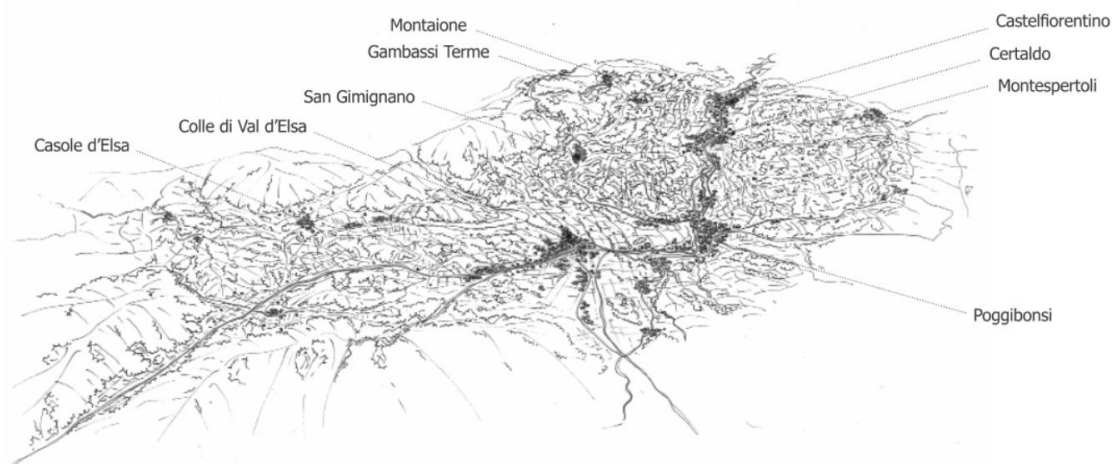 Montaione
Gambassi Terme
San Gimignano
Colle di Val d'Elsa
Casole d'Elsa
Castelfiorentino
Certaldo
Montespertoli
Poggibonsi